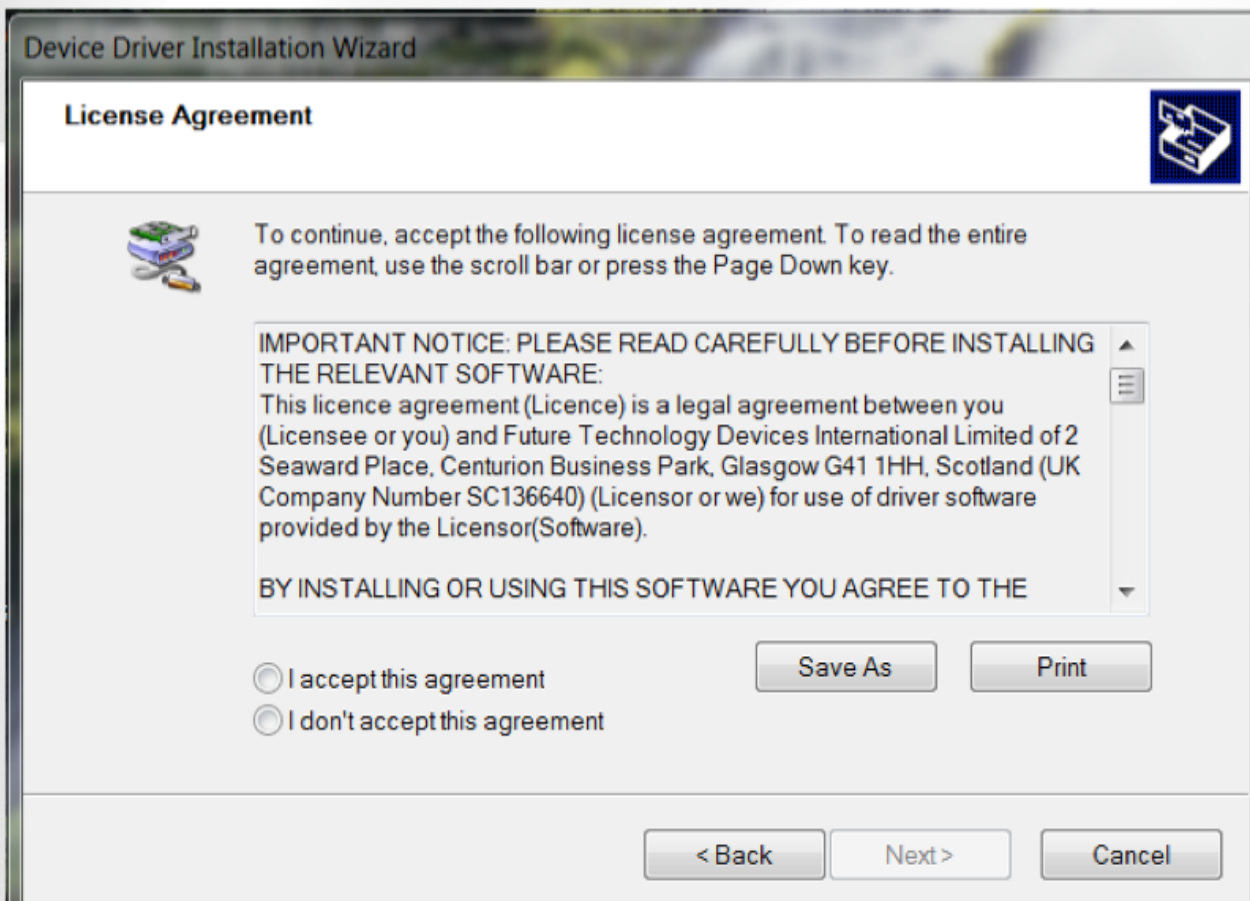 Device Driver Installation Wizard
License Agreement
To continue, accept the following license agreement. To read the entire
agreement, use the scroll bar or press the Page Down key.
IMPORTANT NOTICE: PLEASE READ CAREFULLY BEFORE INSTALLING
THE RELEVANT SOFTWARE:
This licence agreement (Licence) is a legal agreement between you
(Licensee or you) and Future Technology Devices International Limited of 2
Seaward Place, Centurion Business Park, Glasgow G41 1HH, Scotland (UK
Company Number SC136640) (Licensor or we) for use of driver software
provided by the Licensor(Software).
BY INSTALLING OR USING THIS SOFTWARE YOU AGREE TO THE
I accept this agreement
Save As
Print
I don't accept this agreement
< Back
Next >
Cancel